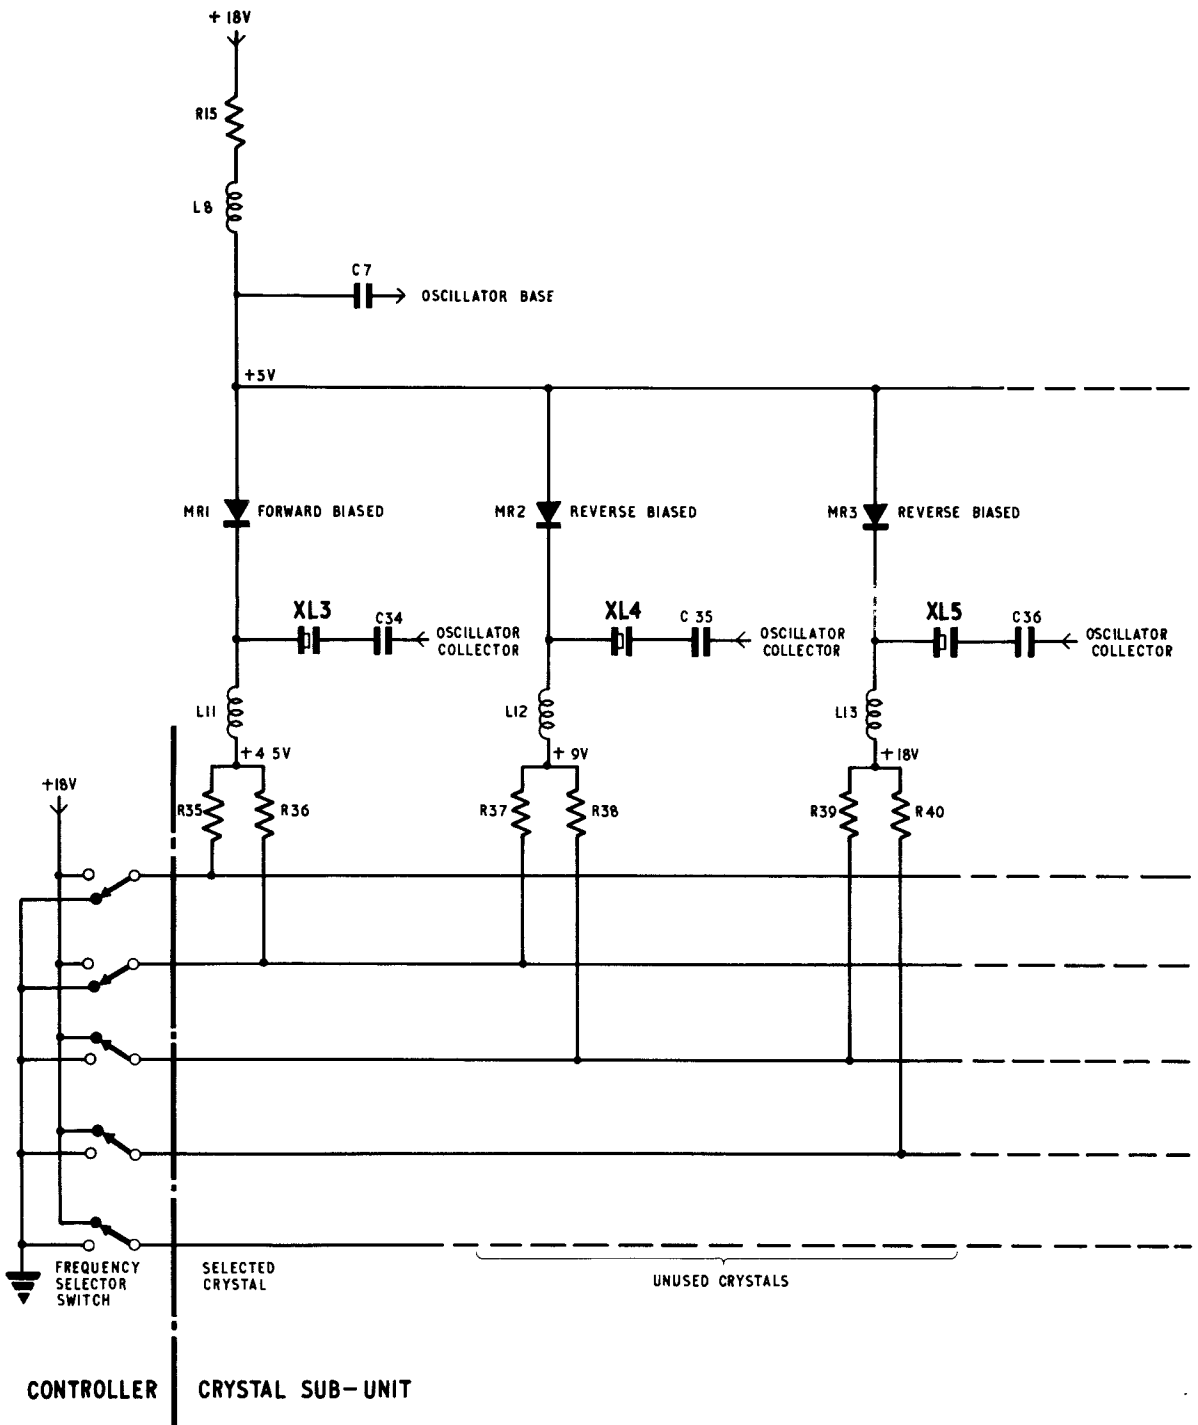 + 18V
R15
L8
C7
OSCILLATOR BASE
+5V
MR1 FORWARD BIASED
MR2 REVERSE BIASED
MR3 REVERSE BIASED
XL3
C34
OSCILLATOR
COLLECTOR
XL4
C 35
OSCILLATOR
COLLECTOR
XL5
C36
OSCILLATOR
COLLECTOR
L11
L12
L13
+ 4 5V
+ 9V
+ 18V
+18V
R35
R36
R37
R38
R39
R 40
FREQUENCY
SELECTOR
SWITCH
SELECTED
CRYSTAL
UNUSED CRYSTALS
CONTROLLER
CRYSTAL SUB-UNIT